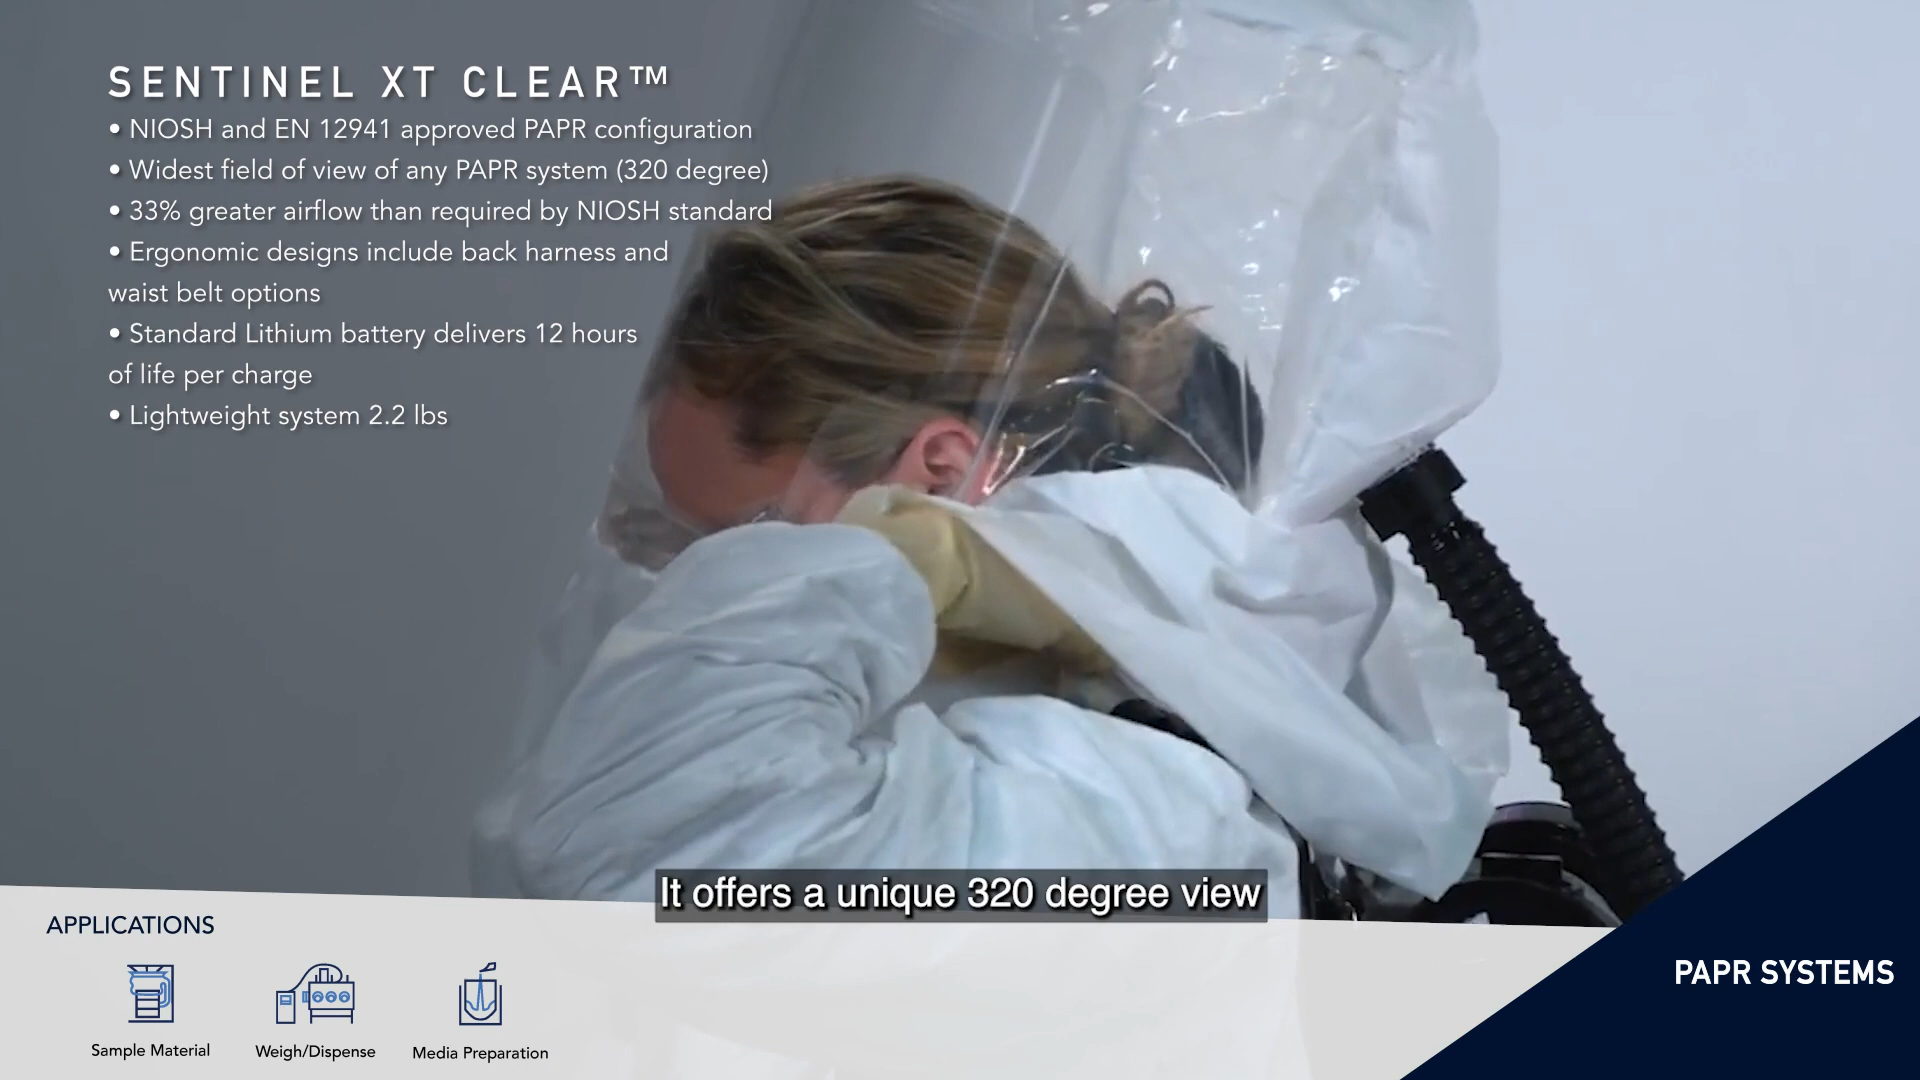 SENTINEL XT CLEAR™
• NIOSH and EN 12941 approved PAPR configuration
• Widest field of view of any PAPR system (320 degree)
• 33% greater airflow than required by NIOSH standard
• Ergonomic designs include back harness and
waist belt options
• Standard Lithium battery delivers 12 hours
of life per charge
• Lightweight system 2.2 lbs
It offers a unique 320 degree view
APPLICATIONS
Sample Material
Weigh/Dispense
Media Preparation
PAPR SYSTEMS